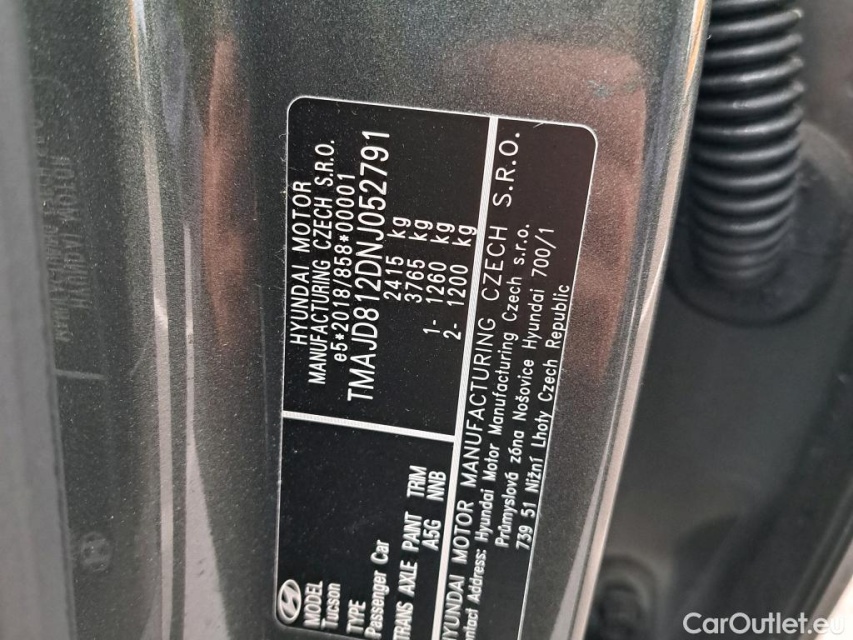 HYUNDAI MOTOR
MANUFACTURING CZECH S.R.O.
e5*2018/858*00001
TMAJD812DNJ052791
2415 kg
3765 kg
1- 1260 kg
2- 1200 kg
MODEL
Tucson
TYPE
Passenger Car
TRANS AXLE PAINT TRIM
A5G NNB
HYUNDAI MOTOR MANUFACTURING CZECH S.R.O.
Contact Address: Hyundai Motor Manufacturing Czech s.r.o.
Průmyslová zóna Nošovice Hyundai 700/1
739 51 Nižní Lhoty Czech Republic
CarOutlet.eu